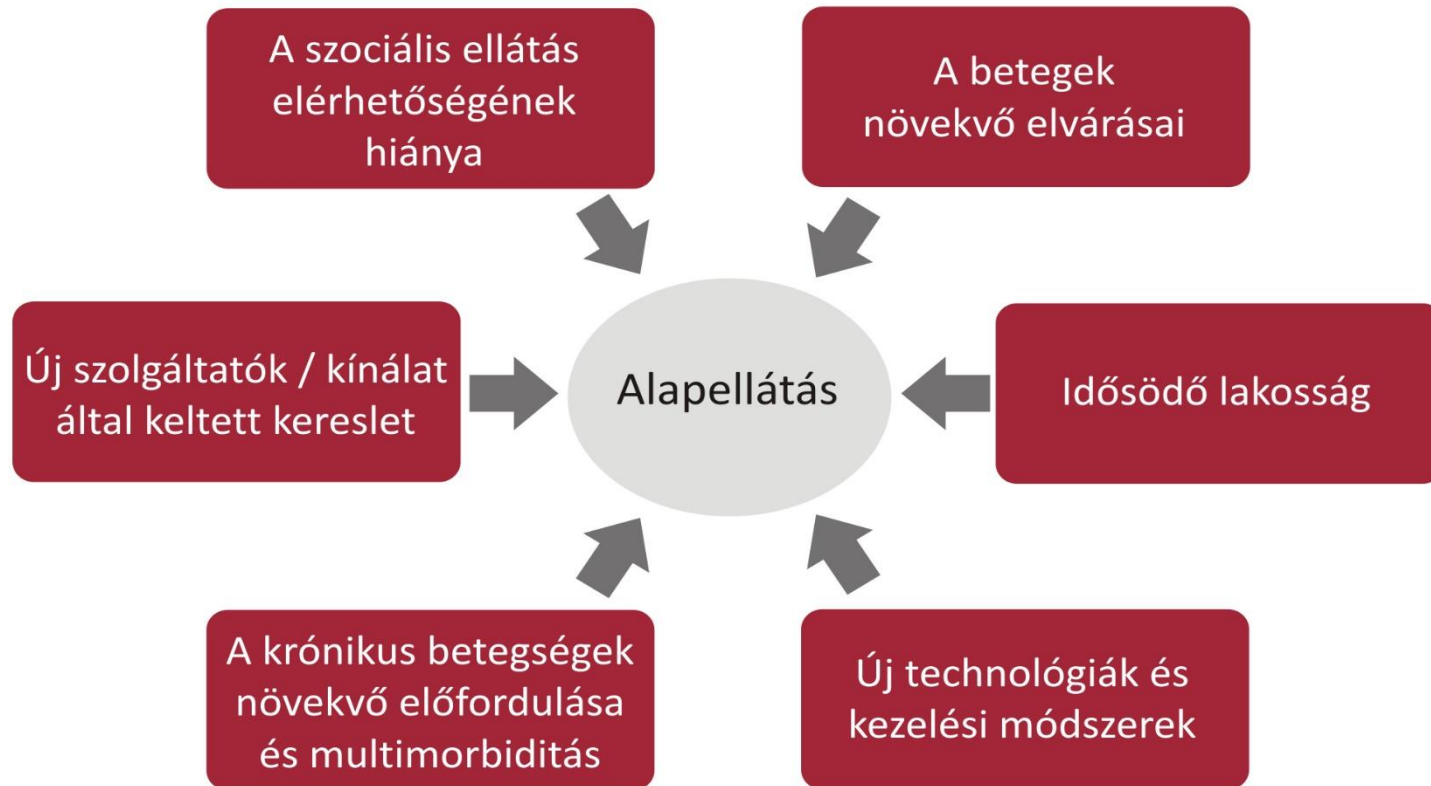 A szociális ellátás
elérhetőségének
hiánya
A betegek
növekvő elvárásai
Új szolgáltatók / kínálat
által keltett kereslet
Alapellátás
Idősödő lakosság
A krónikus betegségek
növekvő előfordulása
és multimorbiditás
Új technológiák és
kezelési módszerek